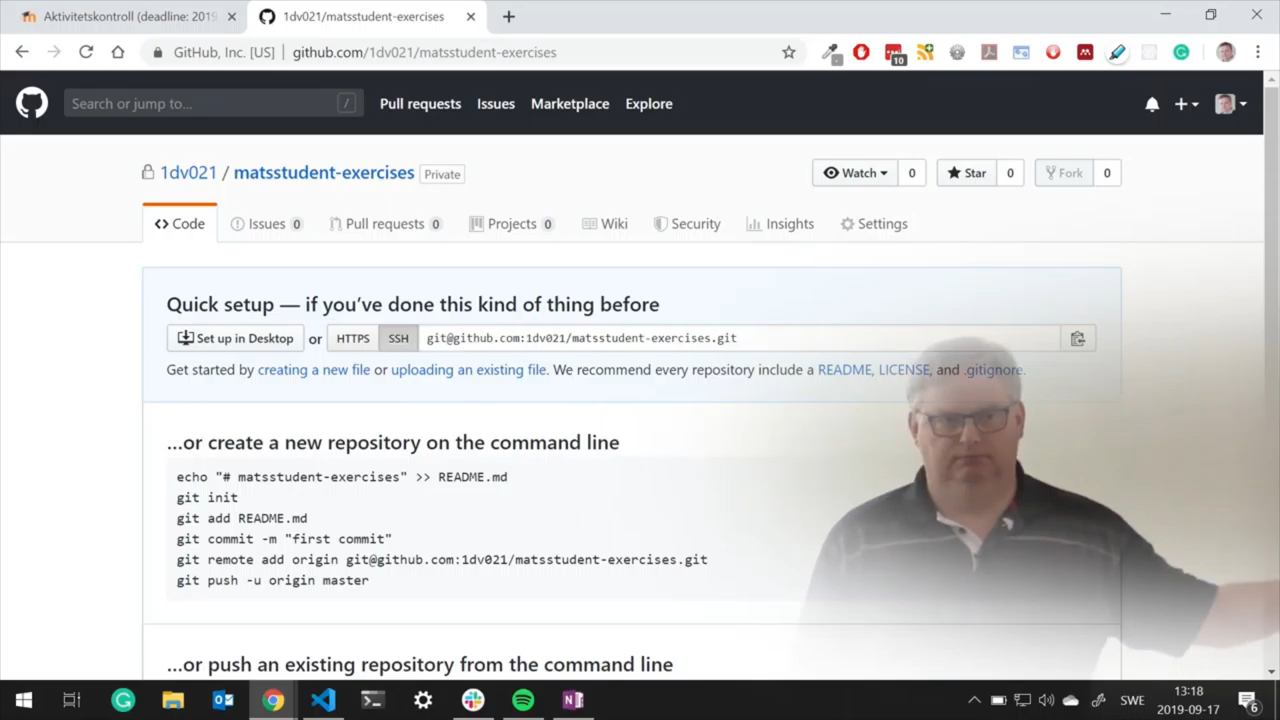 Aktivitetskontroll (deadline: 2019
1dv021/matsstudent-exercises
GitHub, Inc. [US] | github.com/1dv021/matsstudent-exercises
10
Search or jump to...
/
Pull requests
Issues
Marketplace
Explore
1dv021 / matsstudent-exercises
Private
Watch
0
Star
0
Fork
0
Code
Issues 0
Pull requests 0
Projects 0
Wiki
Security
Insights
Settings
Quick setup — if you’ve done this kind of thing before
Set up in Desktop
or
HTTPS
SSH
git@github.com:1dv021/matsstudent-exercises.git
Get started by creating a new file or uploading an existing file. We recommend every repository include a README, LICENSE, and .gitignore.
…or create a new repository on the command line
echo "# matsstudent-exercises" >> README.md
git init
git add README.md
git commit -m "first commit"
git remote add origin git@github.com:1dv021/matsstudent-exercises.git
git push -u origin master
…or push an existing repository from the command line
SWE
13:18
2019-09-17
6